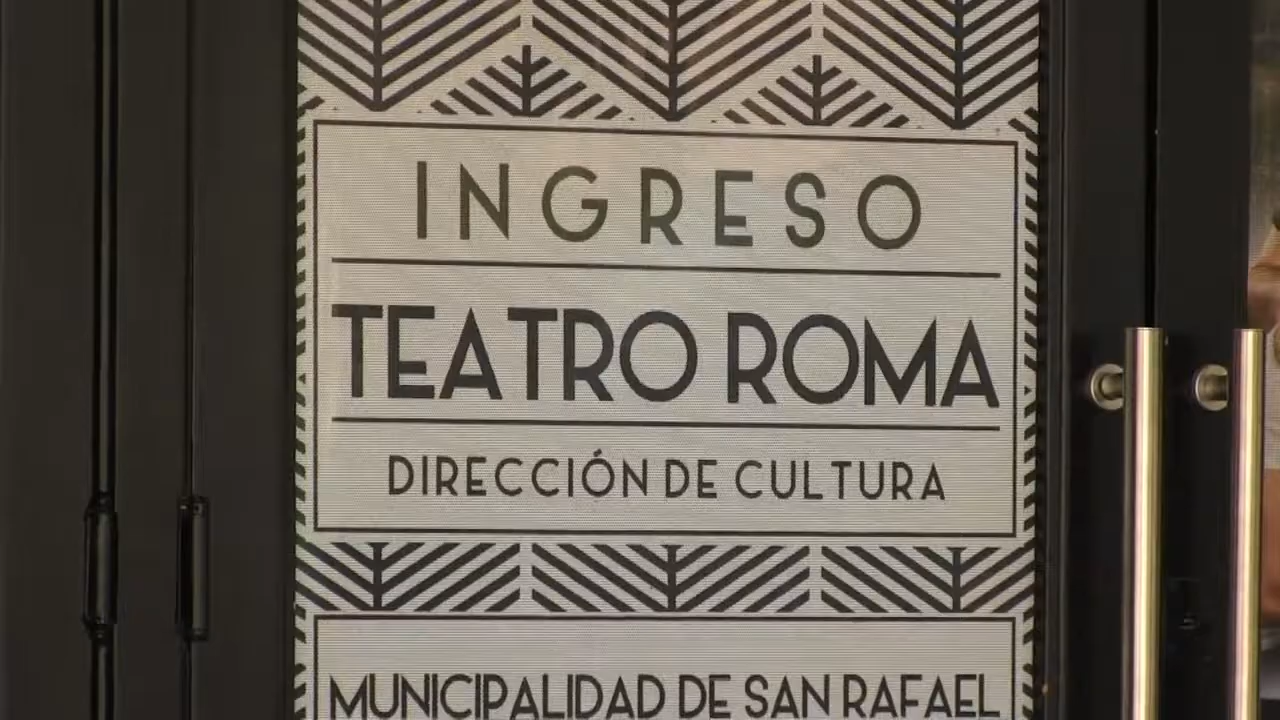 INGRESO
TEATRO ROMA
DIRECCIÓN DE CULTURA
MUNICIPALIDAD DE SAN RAFAEL